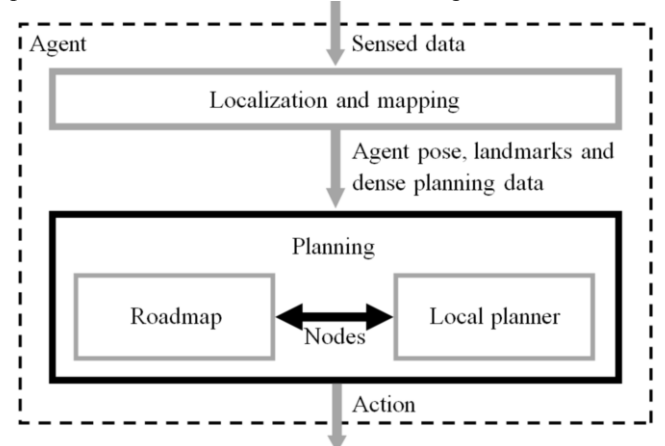 Agent
Sensed data
Localization and mapping
Agent pose, landmarks and
dense planning data
Planning
Roadmap
Nodes
Local planner
Action